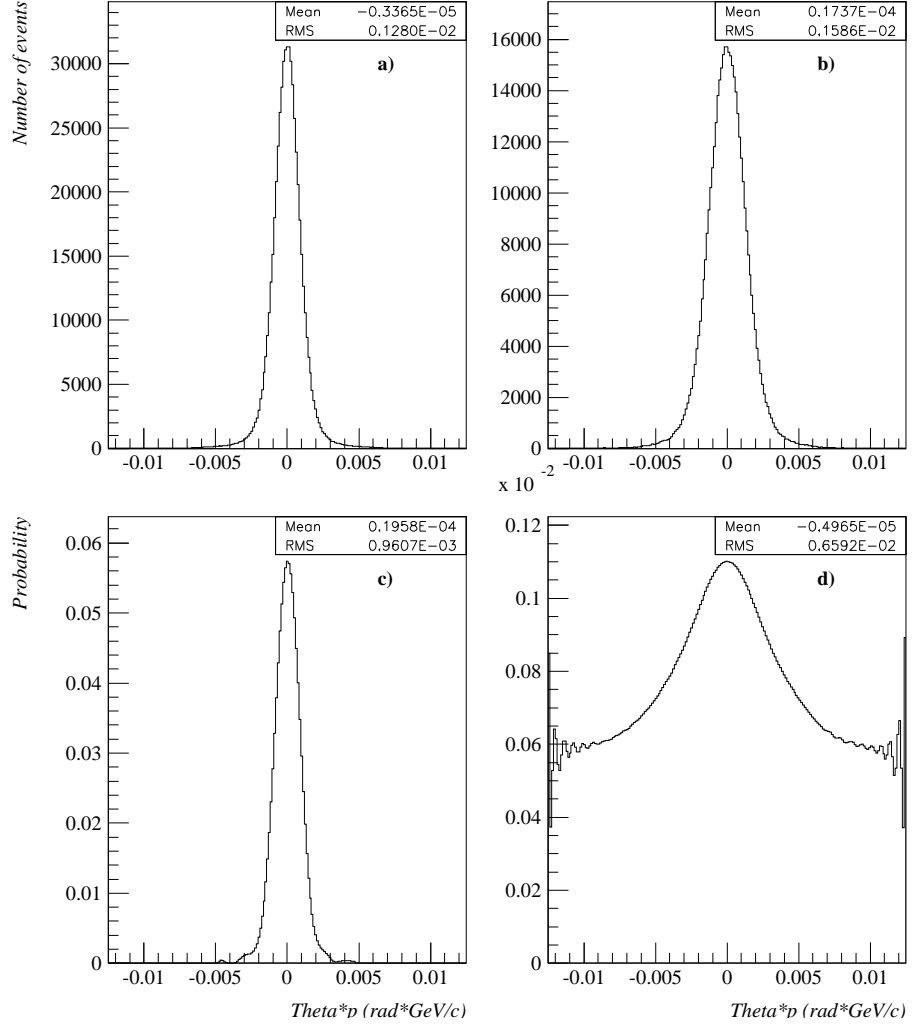 Number of events
Mean -0.3365E-05
RMS 0.1280E-02
a)
30000
25000
20000
15000
10000
5000
0
-0.01 -0.005 0 0.005 0.01
Mean 0.1737E-04
RMS 0.1586E-02
b)
16000
14000
12000
10000
8000
6000
4000
2000
0
-0.01 -0.005 0 0.005 0.01
Probability
Mean 0.1958E-04
RMS 0.9607E-03
c)
0.06
0.05
0.04
0.03
0.02
0.01
0
-0.01 -0.005 0 0.005 0.01
Theta*p (rad*GeV/c)
x 10 -2
Mean -0.4965E-05
RMS 0.6592E-02
d)
0.12
0.1
0.08
0.06
0.04
0.02
0
-0.01 -0.005 0 0.005 0.01
Theta*p (rad*GeV/c)